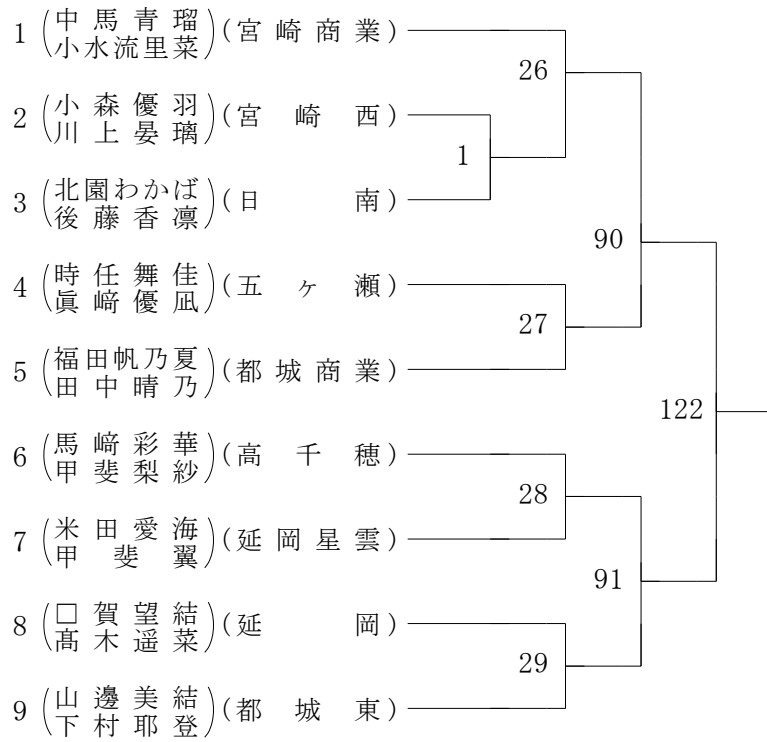 1 (中馬青瑠 小水流里菜) (宮崎商業)
26
2 (小森優羽 川上晏璃) (宮崎西)
1
3 (北園わかば 後藤香凛) (日南)
90
4 (時任舞佳 眞﨑優凪) (五ヶ瀬)
27
5 (福田帆乃夏 田中晴乃) (都城商業)
122
6 (馬﨑彩華 甲斐梨紗) (高千穂)
28
7 (米田愛海 甲斐翼) (延岡星雲)
91
8 (□賀望結 髙木遥菜) (延岡)
29
9 (山邊美結 下村耶登) (都城東)